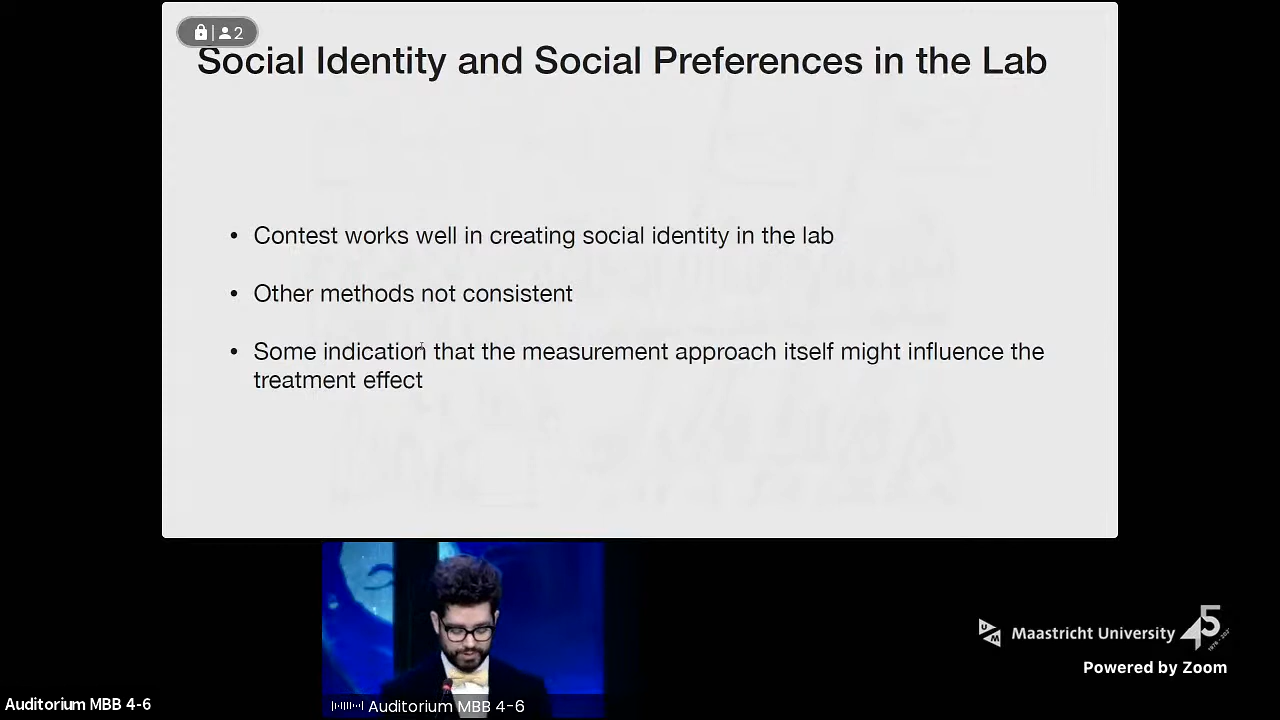 2
Social Identity and Social Preferences in the Lab
• Contest works well in creating social identity in the lab
• Other methods not consistent
• Some indication that the measurement approach itself might influence the
treatment effect
UM
Maastricht University
45
Powered by Zoom
Auditorium MBB 4-6
Auditorium MBB 4-6